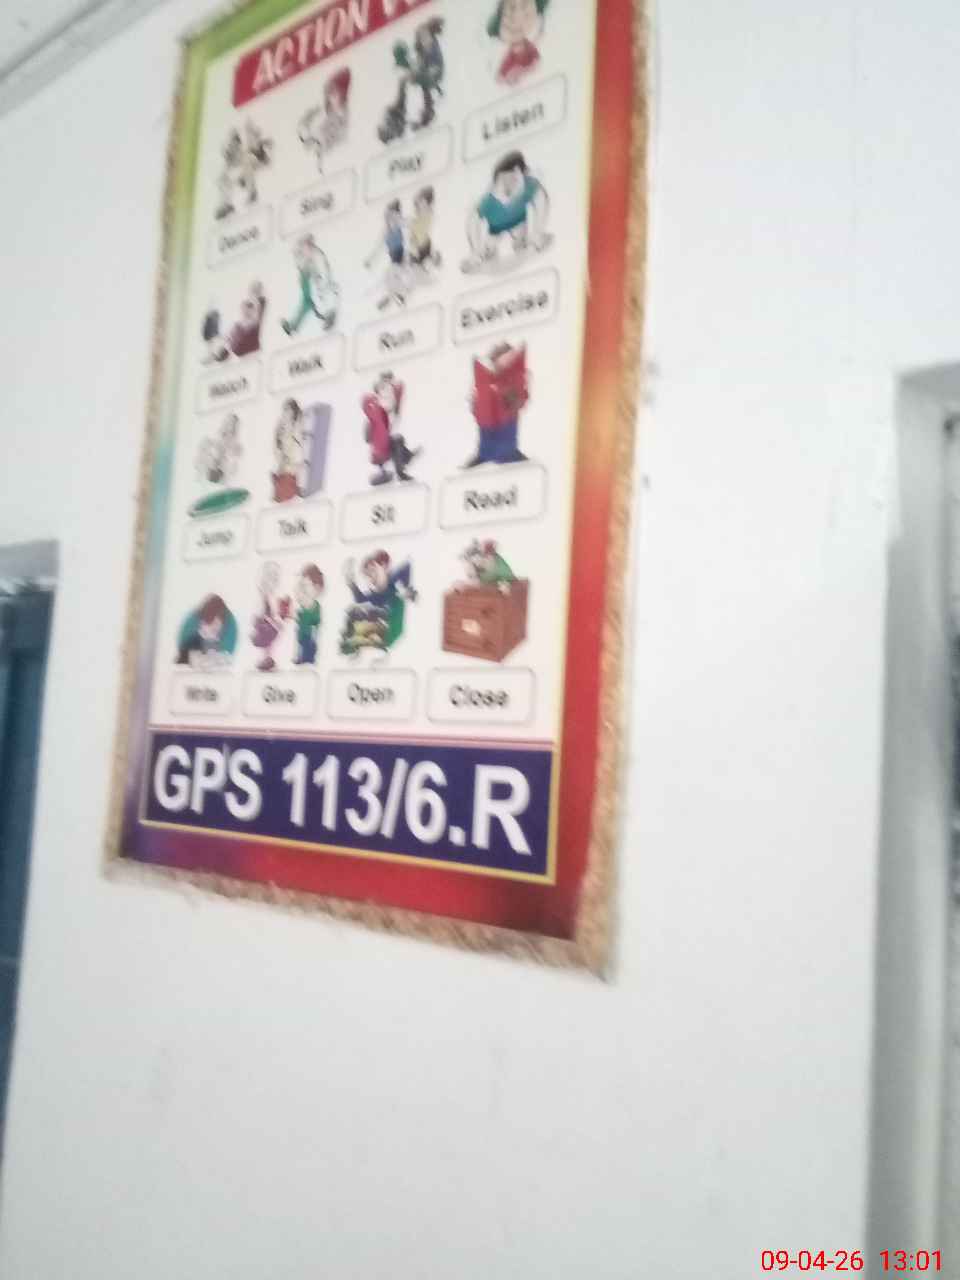 ACTION
Dance Sing Play Listen
Watch Walk Run Exercise
Jump Talk Sit Read
Write Give Open Close
GPS 113/6.R
09-04-26 13:01